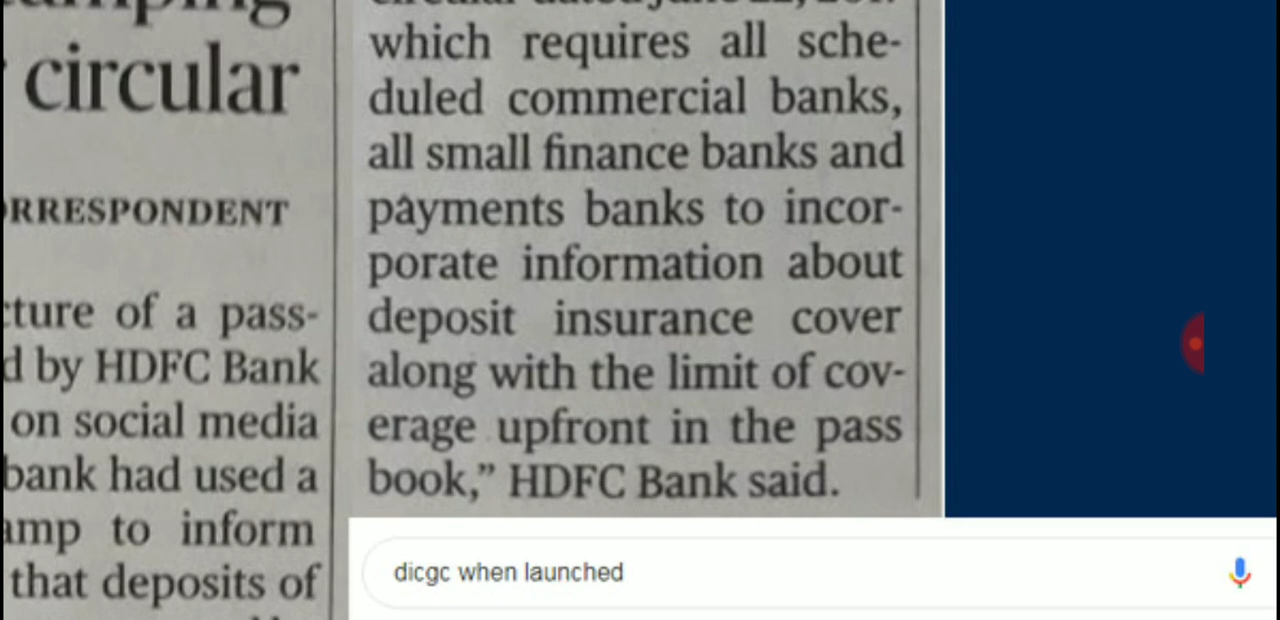 circular
RRESPONDENT
ture of a pass-
d by HDFC Bank
on social media
bank had used a
amp to inform
that deposits of
which requires all sche-
duled commercial banks,
all small finance banks and
payments banks to incor-
porate information about
deposit insurance cover
along with the limit of cov-
erage upfront in the pass
book,” HDFC Bank said.
dicgc when launched